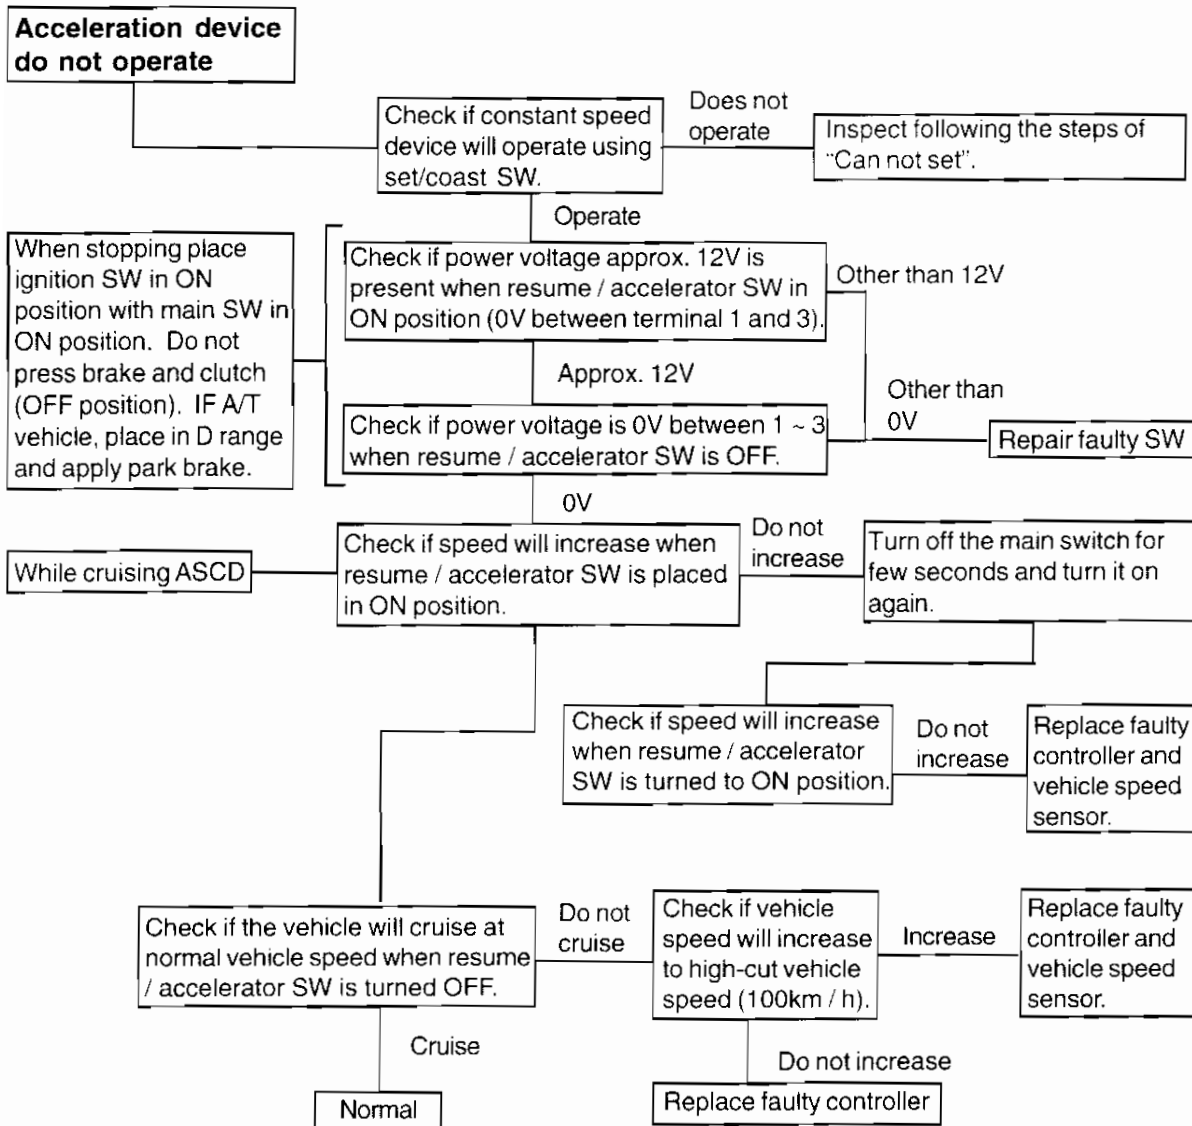 Acceleration device
do not operate
Check if constant speed
device will operate using
set/coast SW.
Does not
operate
Inspect following the steps of
"Can not set".
Operate
When stopping place
ignition SW in ON
position with main SW in
ON position. Do not
press brake and clutch
(OFF position). IF A/T
vehicle, place in D range
and apply park brake.
Check if power voltage approx. 12V is
present when resume / accelerator SW in
ON position (0V between terminal 1 and 3).
Other than 12V
Approx. 12V
Check if power voltage is 0V between 1 ~ 3
when resume / accelerator SW is OFF.
Other than
0V
Repair faulty SW
0V
While cruising ASCD
Check if speed will increase when
resume / accelerator SW is placed
in ON position.
Do not
increase
Turn off the main switch for
few seconds and turn it on
again.
Check if speed will increase
when resume / accelerator
SW is turned to ON position.
Do not
increase
Replace faulty
controller and
vehicle speed
sensor.
Check if the vehicle will cruise at
normal vehicle speed when resume
/ accelerator SW is turned OFF.
Do not
cruise
Check if vehicle
speed will increase
to high-cut vehicle
speed (100km / h).
Increase
Replace faulty
controller and
vehicle speed
sensor.
Cruise
Do not increase
Normal
Replace faulty controller